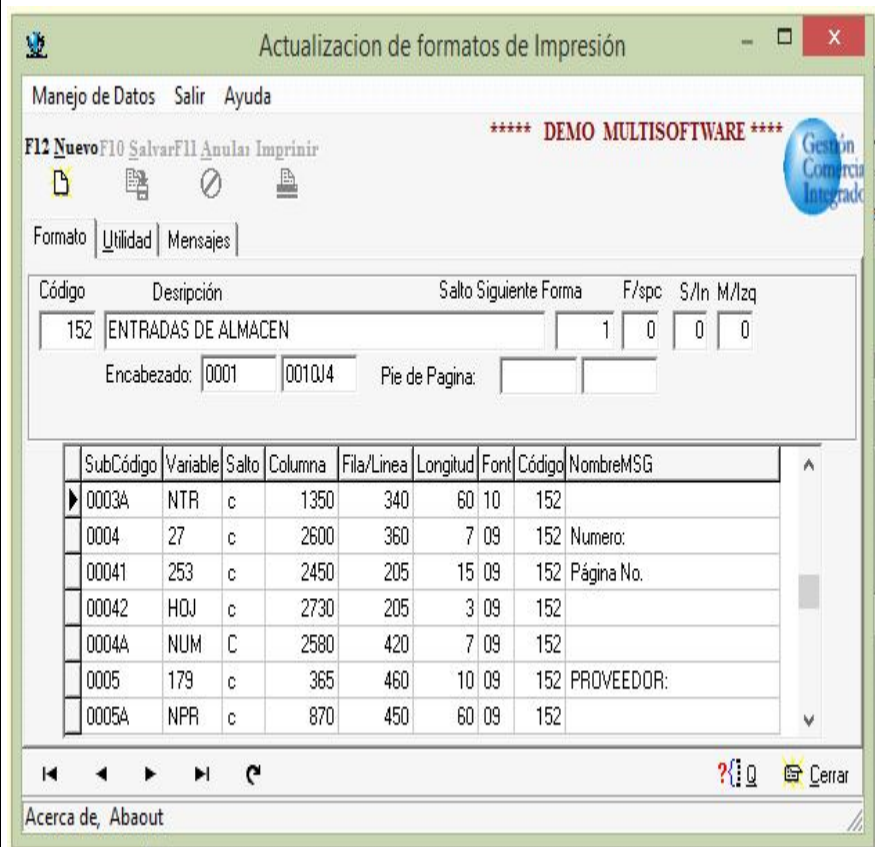 Actualizacion de formatos de Impresión
Manejo de Datos Salir Ayuda
***** DEMO MULTISOFTWARE ****
F12 Nuevo F10 Salvar F11 Anular Imprinir
Gestión
Comercia
Integrado
Formato Utilidad Mensajes
Código Desripción Salto Siguiente Forma F/spc S/ln M/Izq
152 ENTRADAS DE ALMACEN 1 0 0 0
Encabezado: 0001 0010J4 Pie de Pagina:
SubCódigo Variable Salto Columna Fila/Linea Longitud Font Código NombreMSG
0003A NTR c 1350 340 60 10 152
0004 27 c 2600 360 7 09 152 Numero:
00041 253 c 2450 205 15 09 152 Página No.
00042 HOJ c 2730 205 3 09 152
0004A NUM C 2580 420 7 09 152
0005 179 c 365 460 10 09 152 PROVEEDOR:
0005A NPR c 870 450 60 09 152
?{ Q Cerrar
Acerca de, Abaout